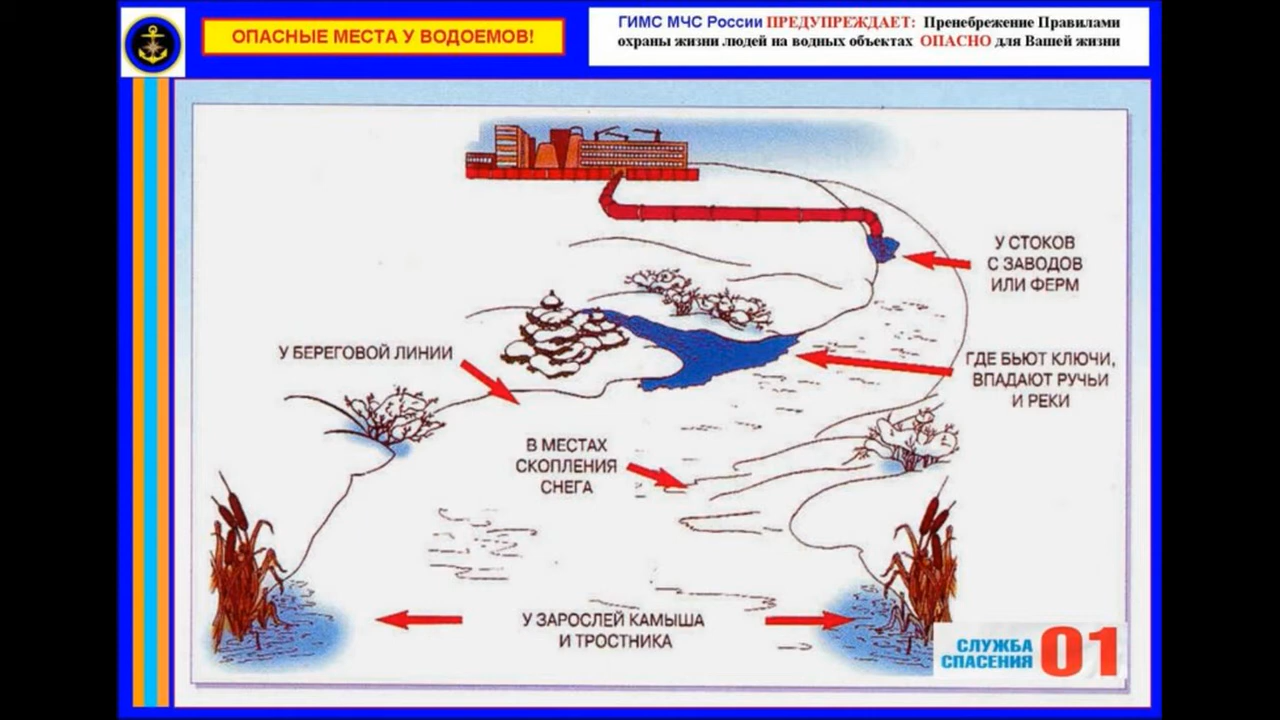 ОПАСНЫЕ МЕСТА У ВОДОЕМОВ!
ГИМС МЧС России ПРЕДУПРЕЖДАЕТ: Пренебрежение Правилами
охраны жизни людей на водных объектах ОПАСНО для Вашей жизни
У СТОКОВ
С ЗАВОДОВ
ИЛИ ФЕРМ
У БЕРЕГОВОЙ ЛИНИИ
ГДЕ БЬЮТ КЛЮЧИ,
ВПАДАЮТ РУЧЬИ
И РЕКИ
В МЕСТАХ
СКОПЛЕНИЯ
СНЕГА
У ЗАРОСЛЕЙ КАМЫША
И ТРОСТНИКА
СЛУЖБА
СПАСЕНИЯ 01